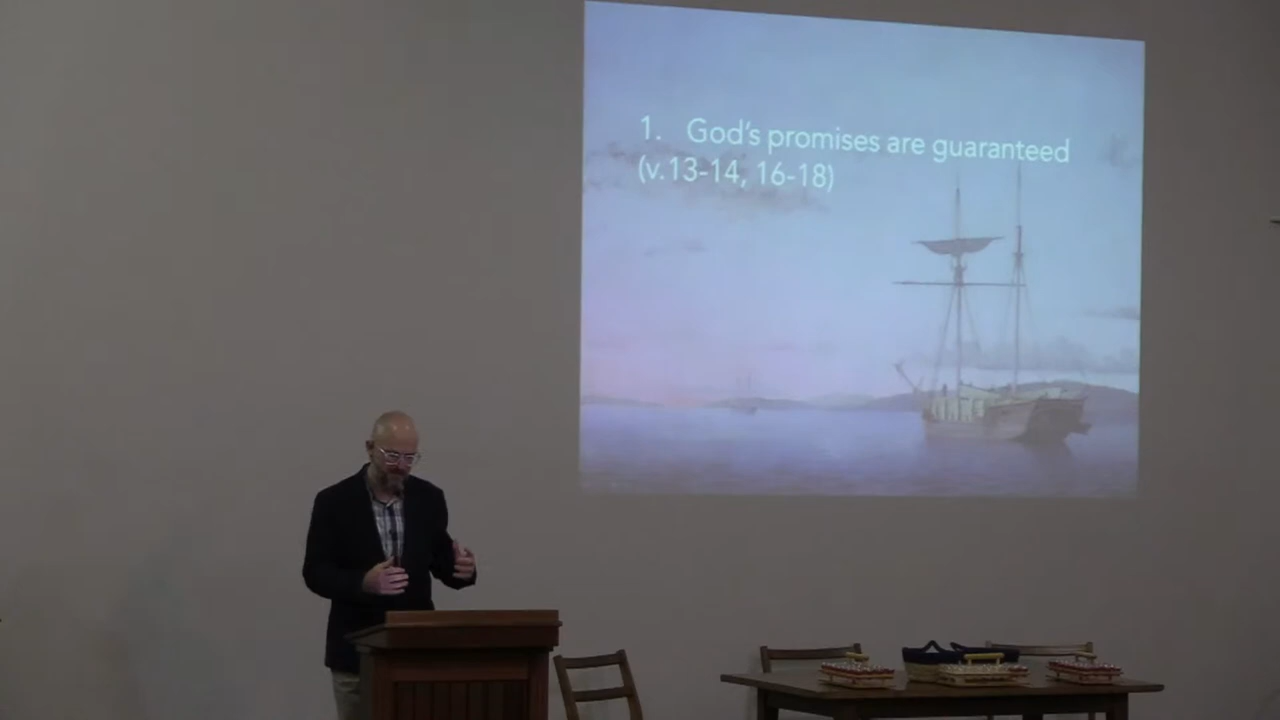 1. God's promises are guaranteed
(v.13-14, 16-18)